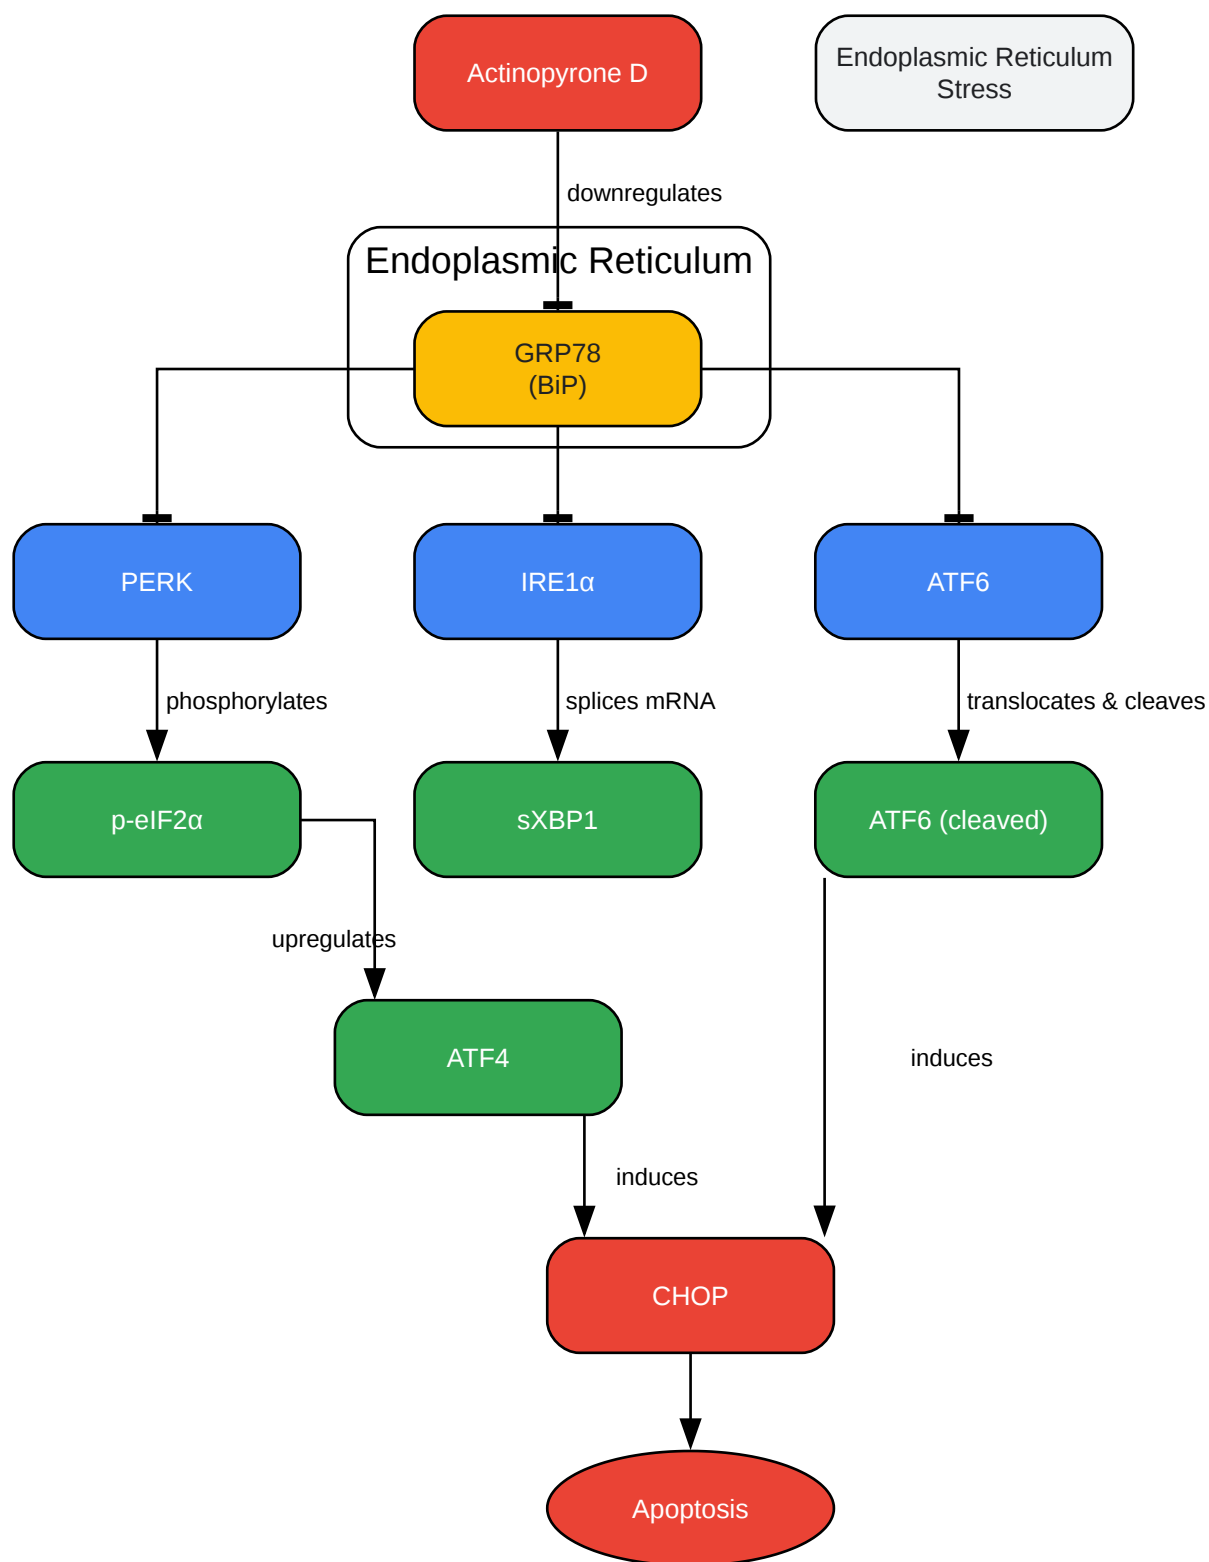 Actinopyrone D
Endoplasmic Reticulum
Stress
downregulates
Endoplasmic Reticulum
GRP78
(BiP)
PERK
IRE1α
ATF6
phosphorylates
splices mRNA
translocates & cleaves
p-eIF2α
sXBP1
ATF6 (cleaved)
upregulates
ATF4
induces
induces
CHOP
Apoptosis